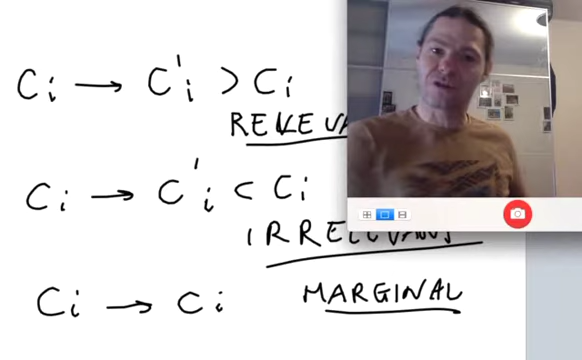 Ci → C'i > Ci
Ci → C'i < Ci
IRRELEVANT
Ci → Ci
MARGINAL